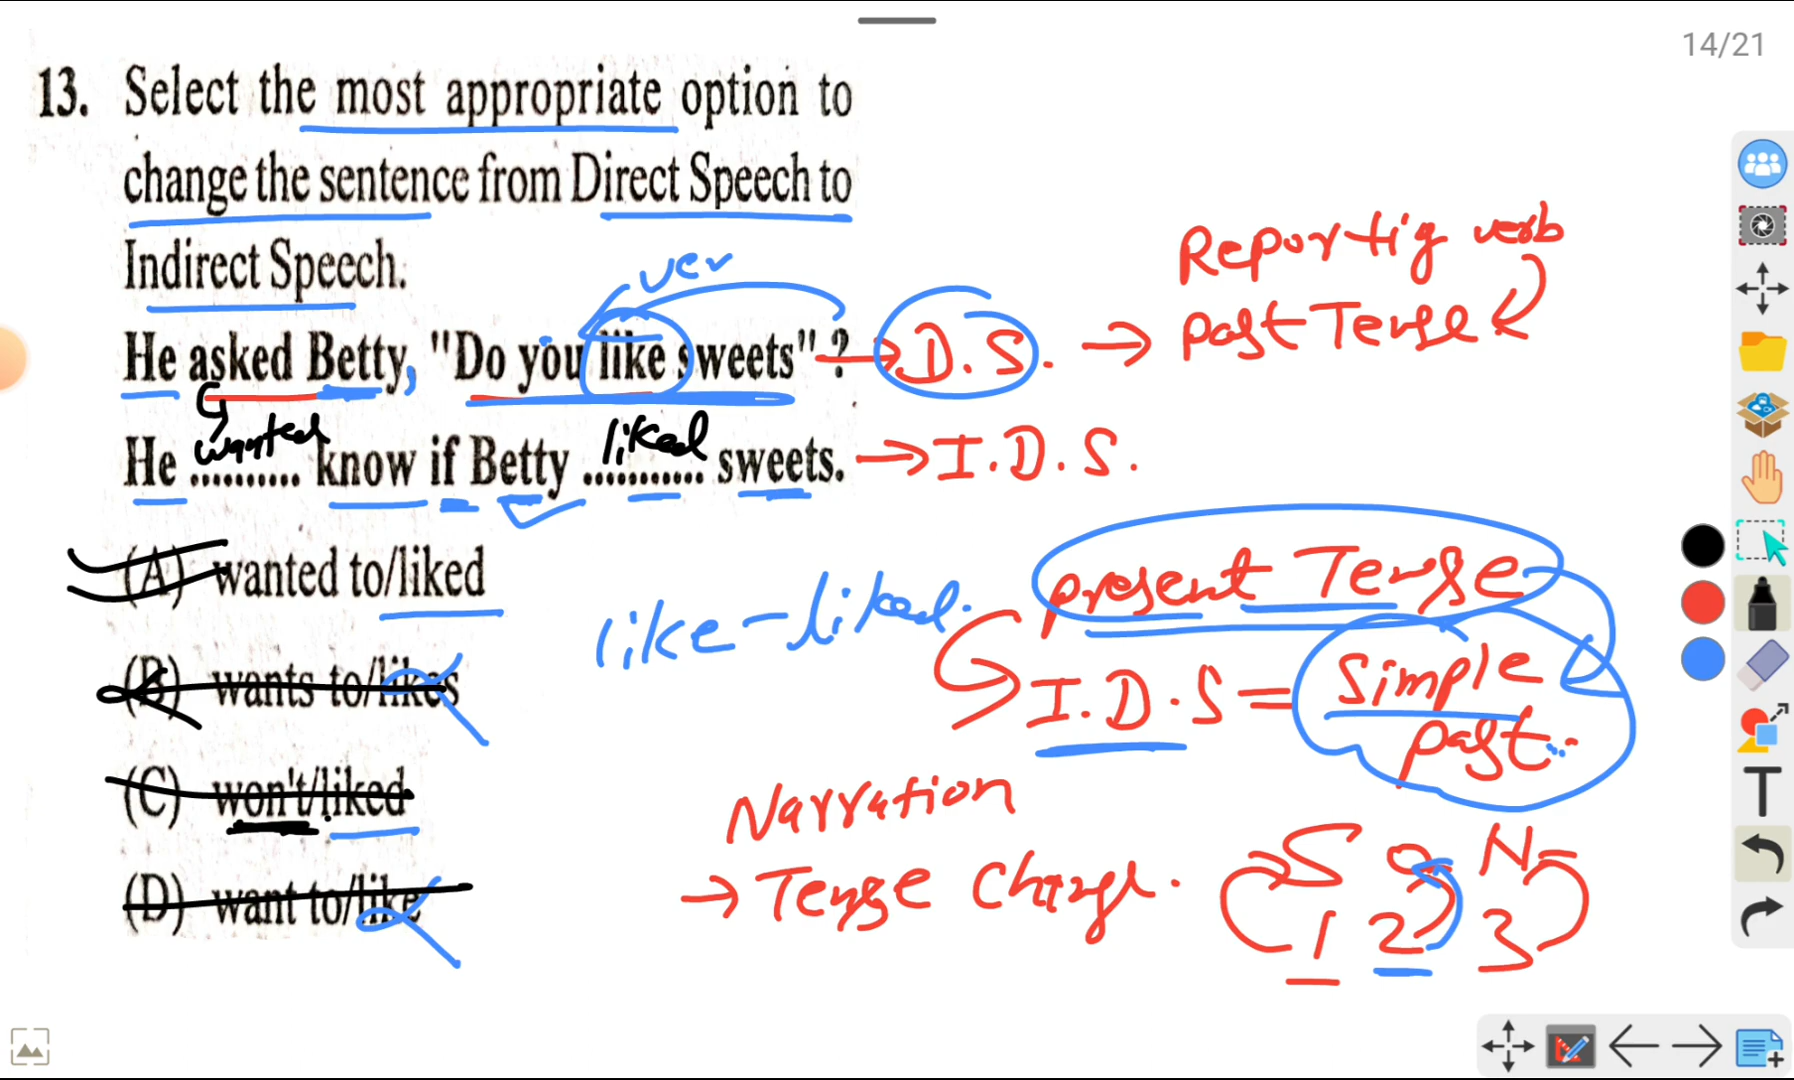 14/21
13. Select the most appropriate option to
change the sentence from Direct Speech to
Indirect Speech.
ver
He asked Betty, "Do you like sweets" ? → D.S. → Reportig verb
past Tense
wanted liked
He .......... know if Betty ........... sweets. → I.D.S.
(A) wanted to/liked
like-liked.
present Tense
(B) wants to/likes
I.D.S = Simple
past.
(C) won't/liked
Narration
(D) want to/like
→ Tense Change.
S O N
1 2 3
T